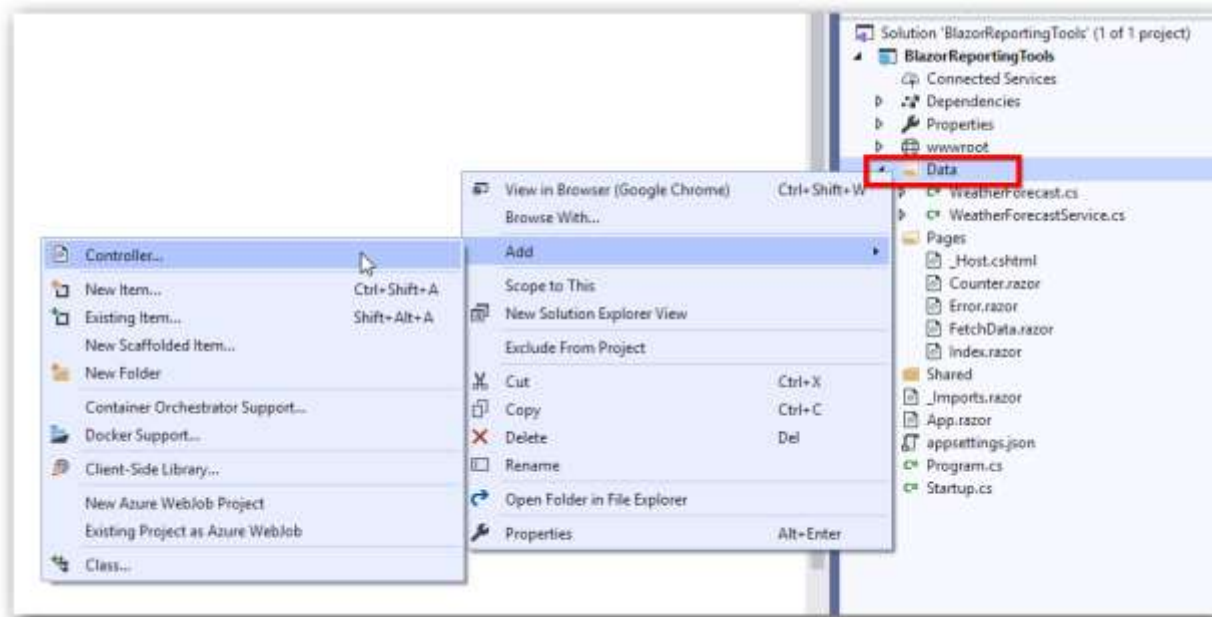 Solution 'BlazorReportingTools' (1 of 1 project)
BlazorReportingTools
Connected Services
Dependencies
Properties
wwwroot
Data
WeatherForecast.cs
WeatherForecastService.cs
Pages
_Host.cshtml
Counter.razor
Error.razor
FetchData.razor
Index.razor
Shared
_Imports.razor
App.razor
appsettings.json
Program.cs
Startup.cs
View in Browser (Google Chrome) Ctrl+Shift+W
Browse With...
Add
Scope to This
New Solution Explorer View
Exclude From Project
Cut Ctrl+X
Copy Ctrl+C
Delete Del
Rename
Open Folder in File Explorer
Properties Alt+Enter
Controller...
New Item... Ctrl+Shift+A
Existing Item... Shift+Alt+A
New Scaffolded Item...
New Folder
Container Orchestrator Support...
Docker Support...
Client-Side Library...
New Azure WebJob Project
Existing Project as Azure WebJob
Class...